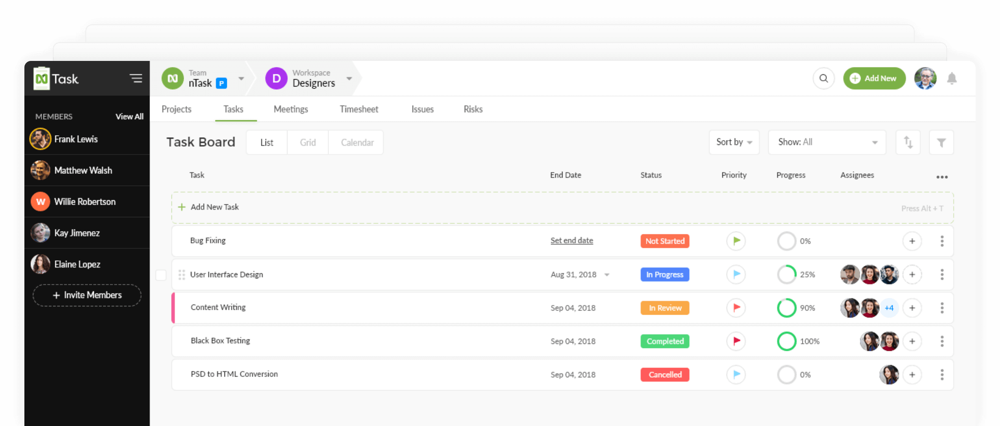 Task
Team
nTask P
D
Workspace
Designers
Add New
Projects Tasks Meetings Timesheet Issues Risks
MEMBERS View All
Frank Lewis
Matthew Walsh
W Willie Robertson
Kay Jimenez
Elaine Lopez
+ Invite Members
Task Board List Grid Calendar Sort by Show: All
Task End Date Status Priority Progress Assignees
+ Add New Task Press Alt + T
Bug Fixing Set end date Not Started 0% +
User Interface Design Aug 31, 2018 In Progress 25% +
Content Writing Sep 04, 2018 In Review 90% +4 +
Black Box Testing Sep 04, 2018 Completed 100% +
PSD to HTML Conversion Sep 04, 2018 Cancelled 0% +